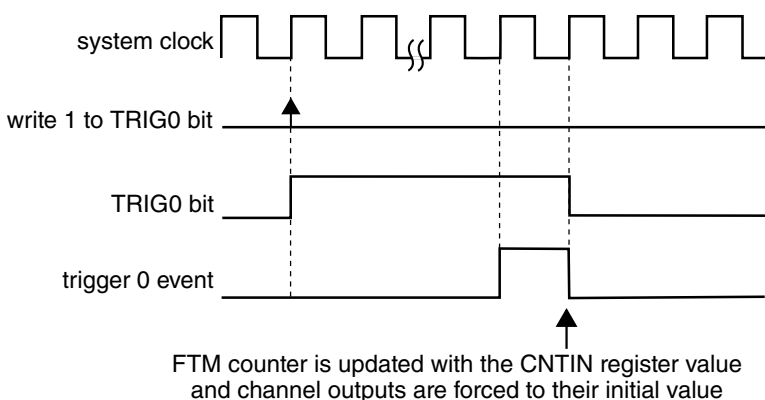 system clock
write 1 to TRIG0 bit
TRIG0 bit
trigger 0 event
FTM counter is updated with the CNTIN register value
and channel outputs are forced to their initial value